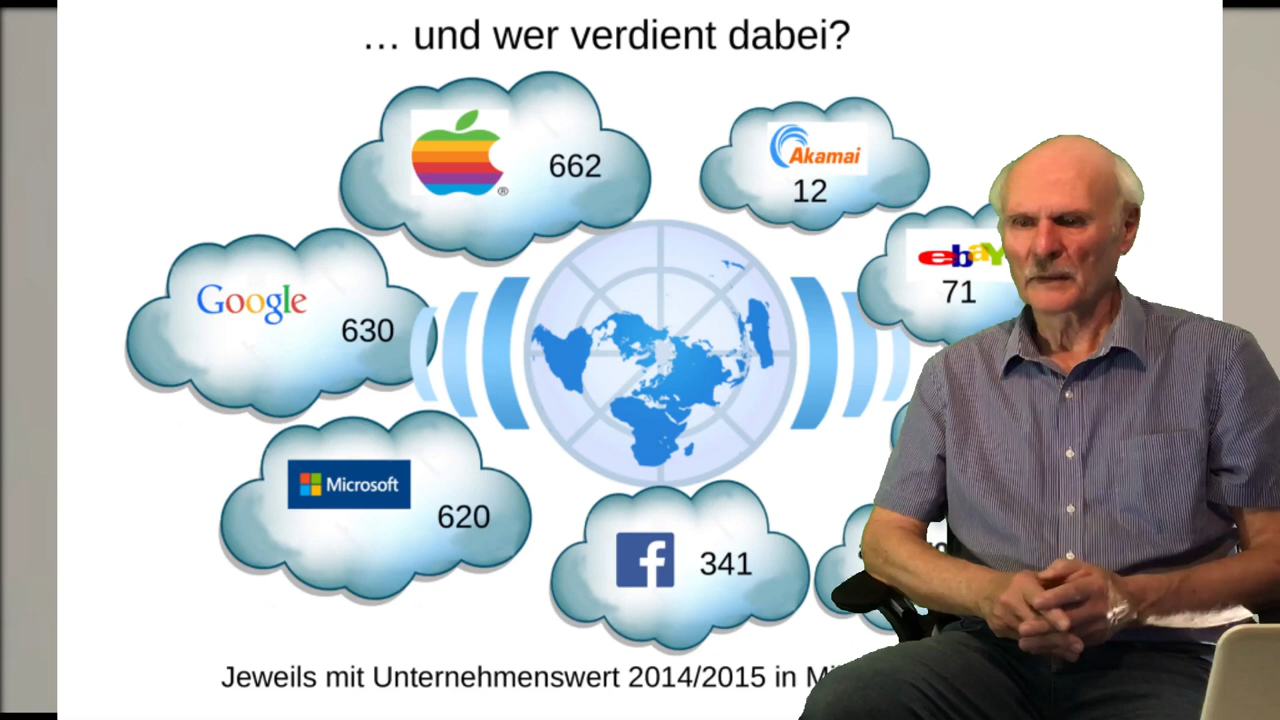 … und wer verdient dabei?
662
®
Akamai
12
ebay
71
Google
630
Microsoft
620
f
341
Jeweils mit Unternehmenswert 2014/2015 in